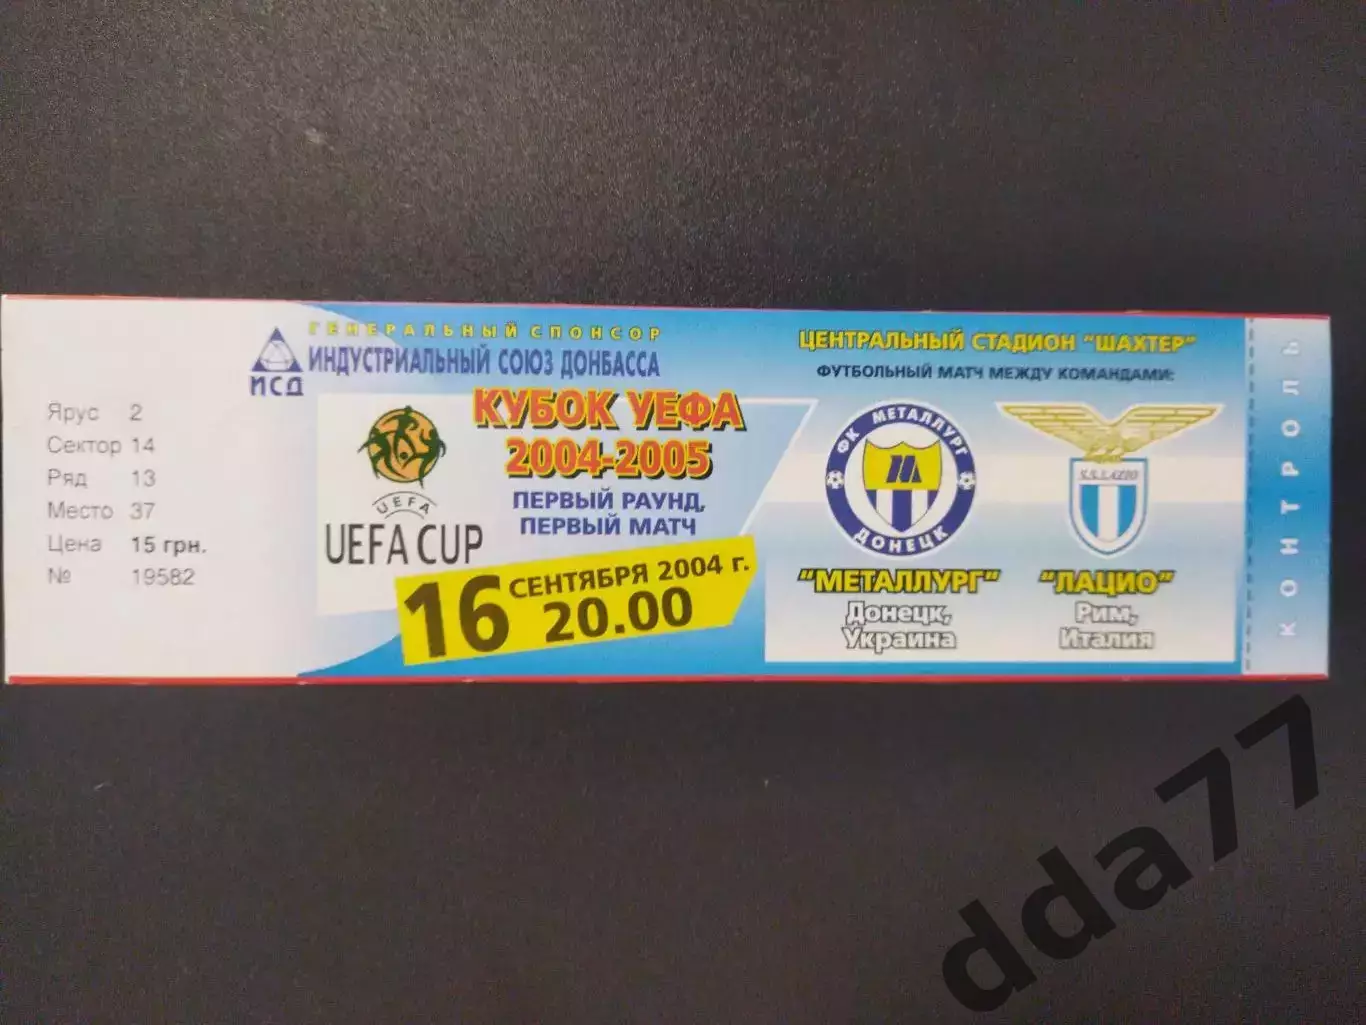 Ярус 2
Сектор 14
Ряд 13
Место 37
Цена 15 грн.
№ 19582
ИСД
ГЕНЕРАЛЬНЫЙ СПОНСОР
ИНДУСТРИАЛЬНЫЙ СОЮЗ ДОНБАССА
КУБОК УЕФА
2004-2005
ПЕРВЫЙ РАУНД,
ПЕРВЫЙ МАТЧ
UEFA
UEFA CUP
16 СЕНТЯБРЯ 2004 г.
20.00
ЦЕНТРАЛЬНЫЙ СТАДИОН "ШАХТЕР"
ФУТБОЛЬНЫЙ МАТЧ МЕЖДУ КОМАНДАМИ:
ФК МЕТАЛЛУРГ
М
ДОНЕЦК
S.S.LAZIO
"МЕТАЛЛУРГ"
Донецк,
Украина
"ЛАЦИО"
Рим,
Италия
КОНТРОЛЬ
dda77